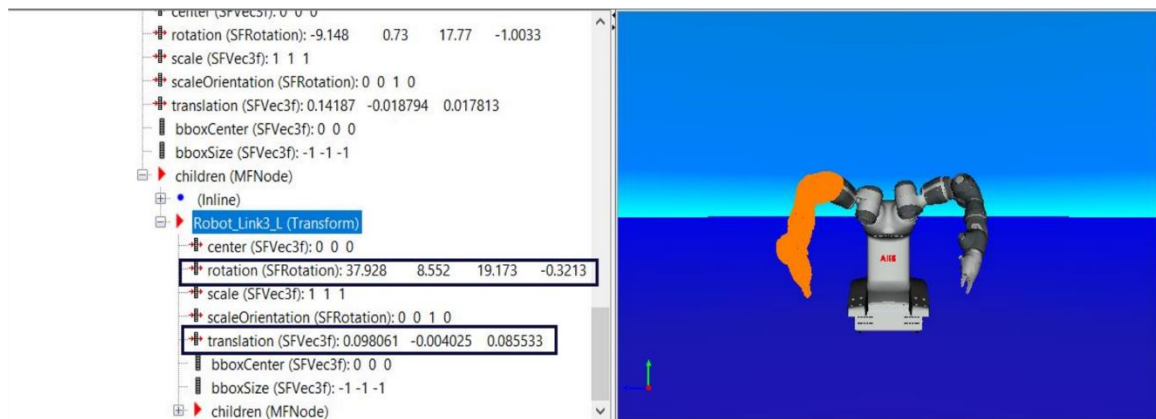 center (SFVec3f): 0 0 0
rotation (SFRotation): -9.148 0.73 17.77 -1.0033
scale (SFVec3f): 1 1 1
scaleOrientation (SFRotation): 0 0 1 0
translation (SFVec3f): 0.14187 -0.018794 0.017813
bboxCenter (SFVec3f): 0 0 0
bboxSize (SFVec3f): -1 -1 -1
children (MFNode)
(Inline)
Robot_Link3_L (Transform)
center (SFVec3f): 0 0 0
rotation (SFRotation): 37.928 8.552 19.173 -0.3213
scale (SFVec3f): 1 1 1
scaleOrientation (SFRotation): 0 0 1 0
translation (SFVec3f): 0.098061 -0.004025 0.085533
bboxCenter (SFVec3f): 0 0 0
bboxSize (SFVec3f): -1 -1 -1
children (MFNode)
ABB